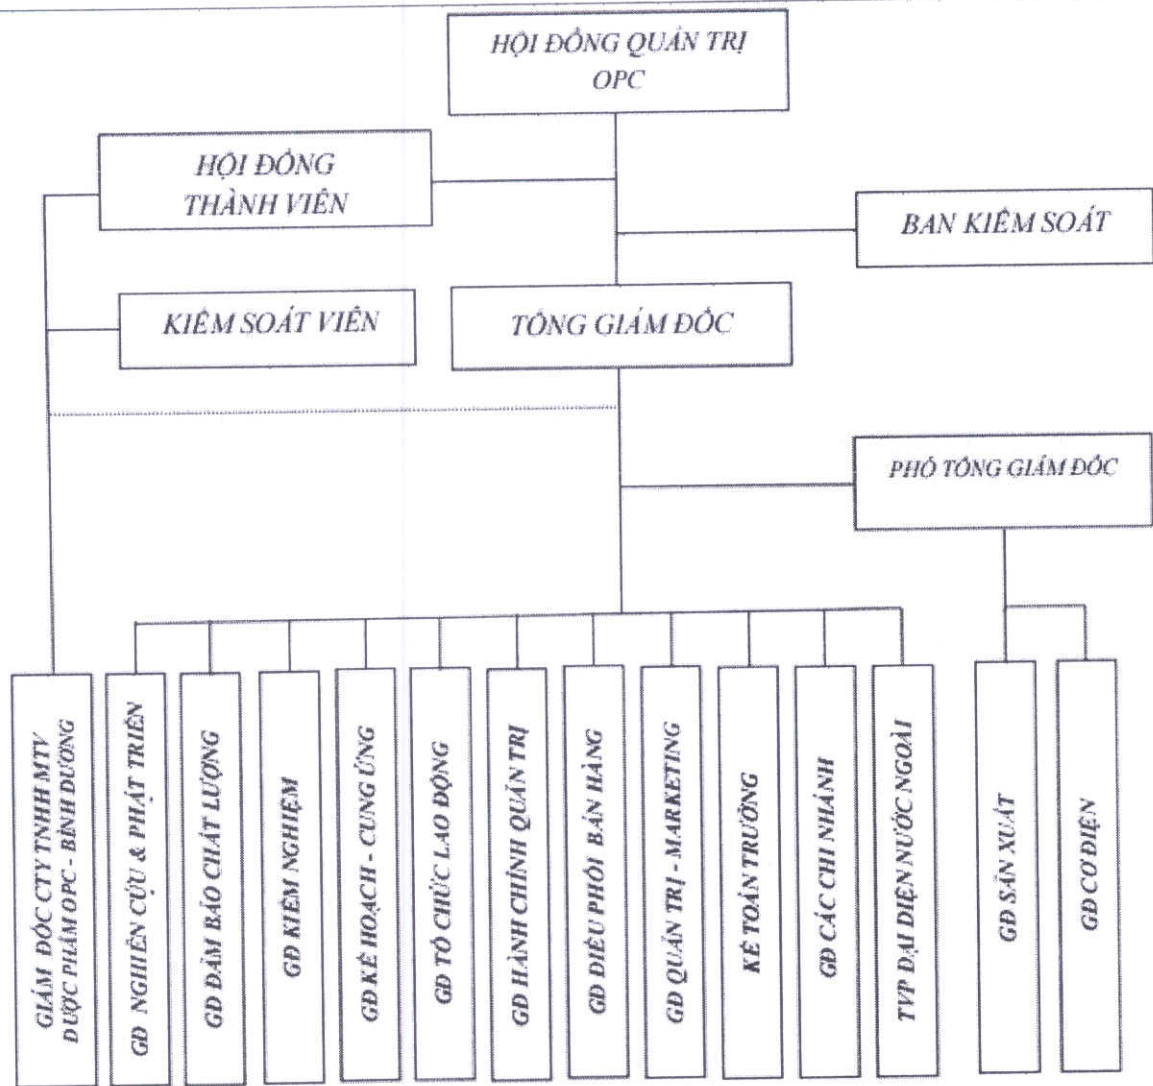 HỘI ĐỒNG QUẢN TRỊ
OPC
HỘI ĐỒNG
THÀNH VIÊN
BAN KIỂM SOÁT
KIỂM SOÁT VIÊN
TỔNG GIÁM ĐỐC
PHÓ TỔNG GIÁM ĐỐC
GIÁM ĐỐC CTY TNHH MTV
DƯỢC PHẨM OPC - BÌNH DƯƠNG
GĐ NGHIÊN CỨU & PHÁT TRIỂN
GĐ ĐẢM BẢO CHẤT LƯỢNG
GĐ KIỂM NGHIỆM
GĐ KẾ HOẠCH - CUNG ỨNG
GĐ TỔ CHỨC LAO ĐỘNG
GĐ HÀNH CHÍNH QUẢN TRỊ
GĐ ĐIỀU PHỐI BÁN HÀNG
GĐ QUẢN TRỊ - MARKETING
KẾ TOÁN TRƯỞNG
GĐ CÁC CHI NHÁNH
TVP ĐẠI DIỆN NƯỚC NGOÀI
GĐ SẢN XUẤT
GĐ CƠ ĐIỆN